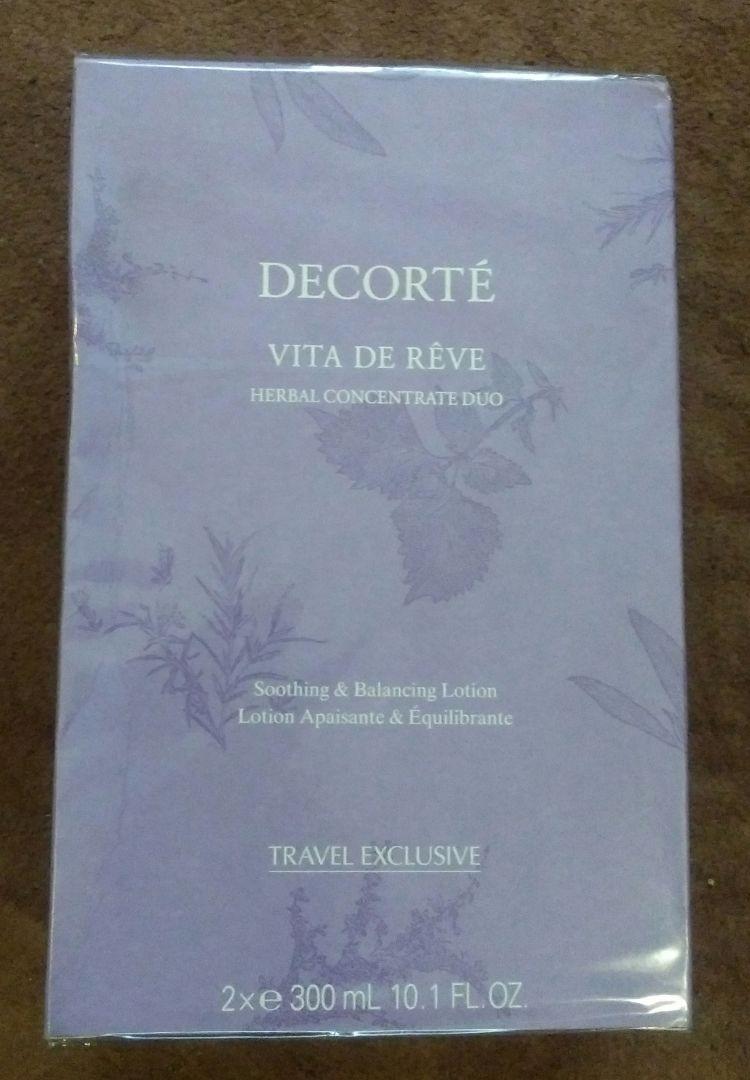 DECORTÉ
VITA DE RÊVE
HERBAL CONCENTRATE DUO
Soothing & Balancing Lotion
Lotion Apaisante & Équilibrante
TRAVEL EXCLUSIVE
2x℮ 300 mL 10.1 FL.OZ.